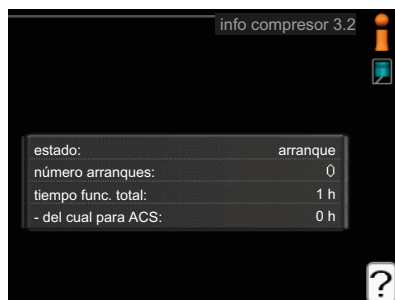 info compresor 3.2
estado: arranque
número arranques: 0
tiempo func. total: 1 h
- del cual para ACS: 0 h
?